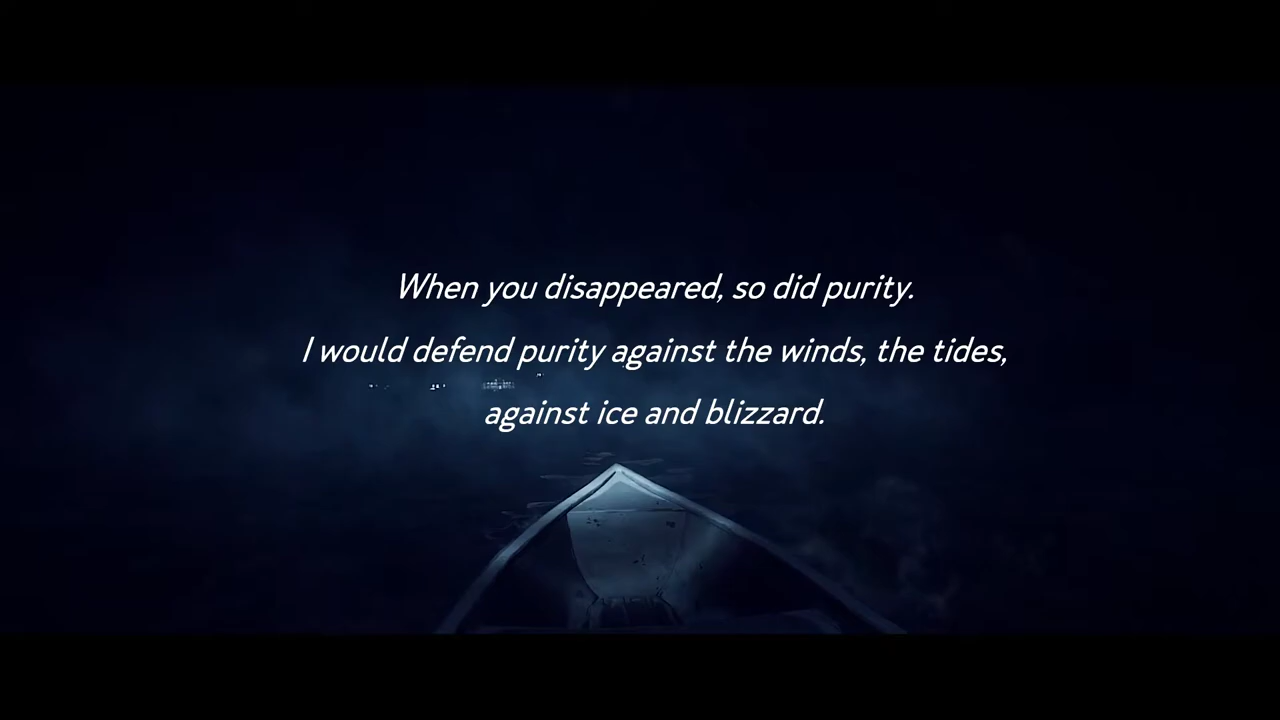 When you disappeared, so did purity.
I would defend purity against the winds, the tides,
against ice and blizzard.